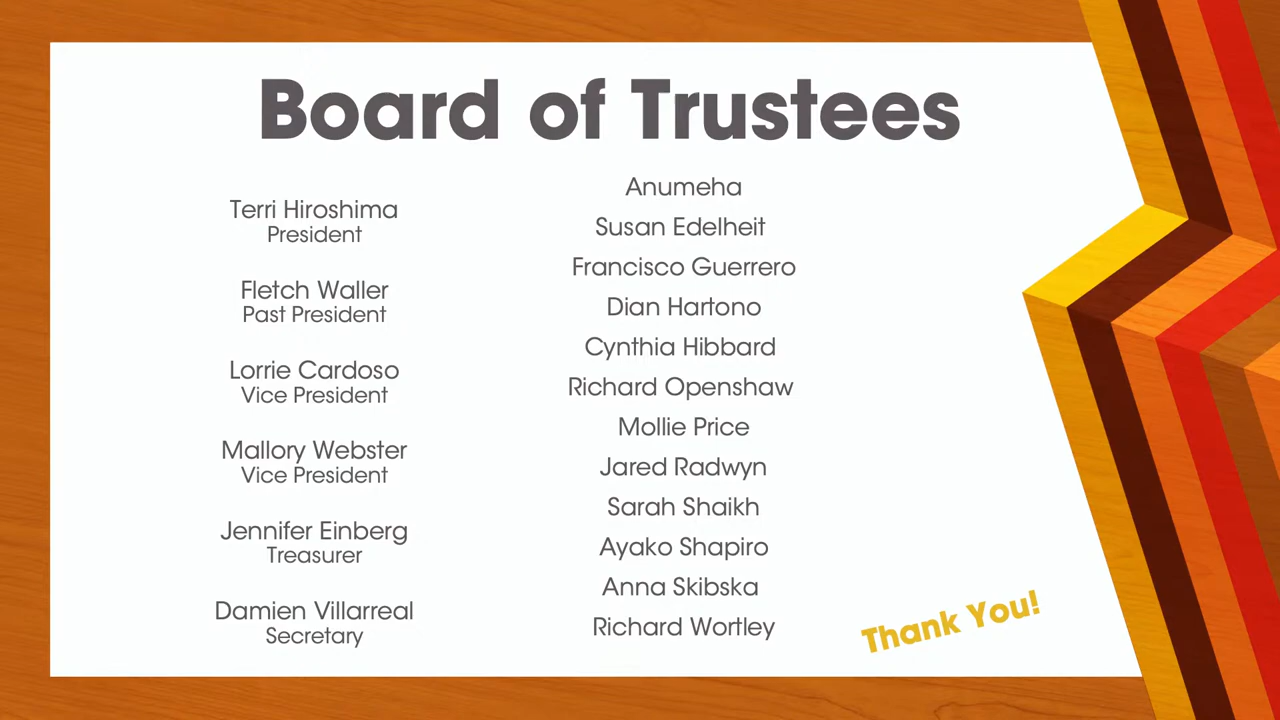 Board of Trustees
Terri Hiroshima
President
Fletch Waller
Past President
Lorrie Cardoso
Vice President
Mallory Webster
Vice President
Jennifer Einberg
Treasurer
Damien Villarreal
Secretary
Anumeha
Susan Edelheit
Francisco Guerrero
Dian Hartono
Cynthia Hibbard
Richard Openshaw
Mollie Price
Jared Radwyn
Sarah Shaikh
Ayako Shapiro
Anna Skibska
Richard Wortley
Thank You!